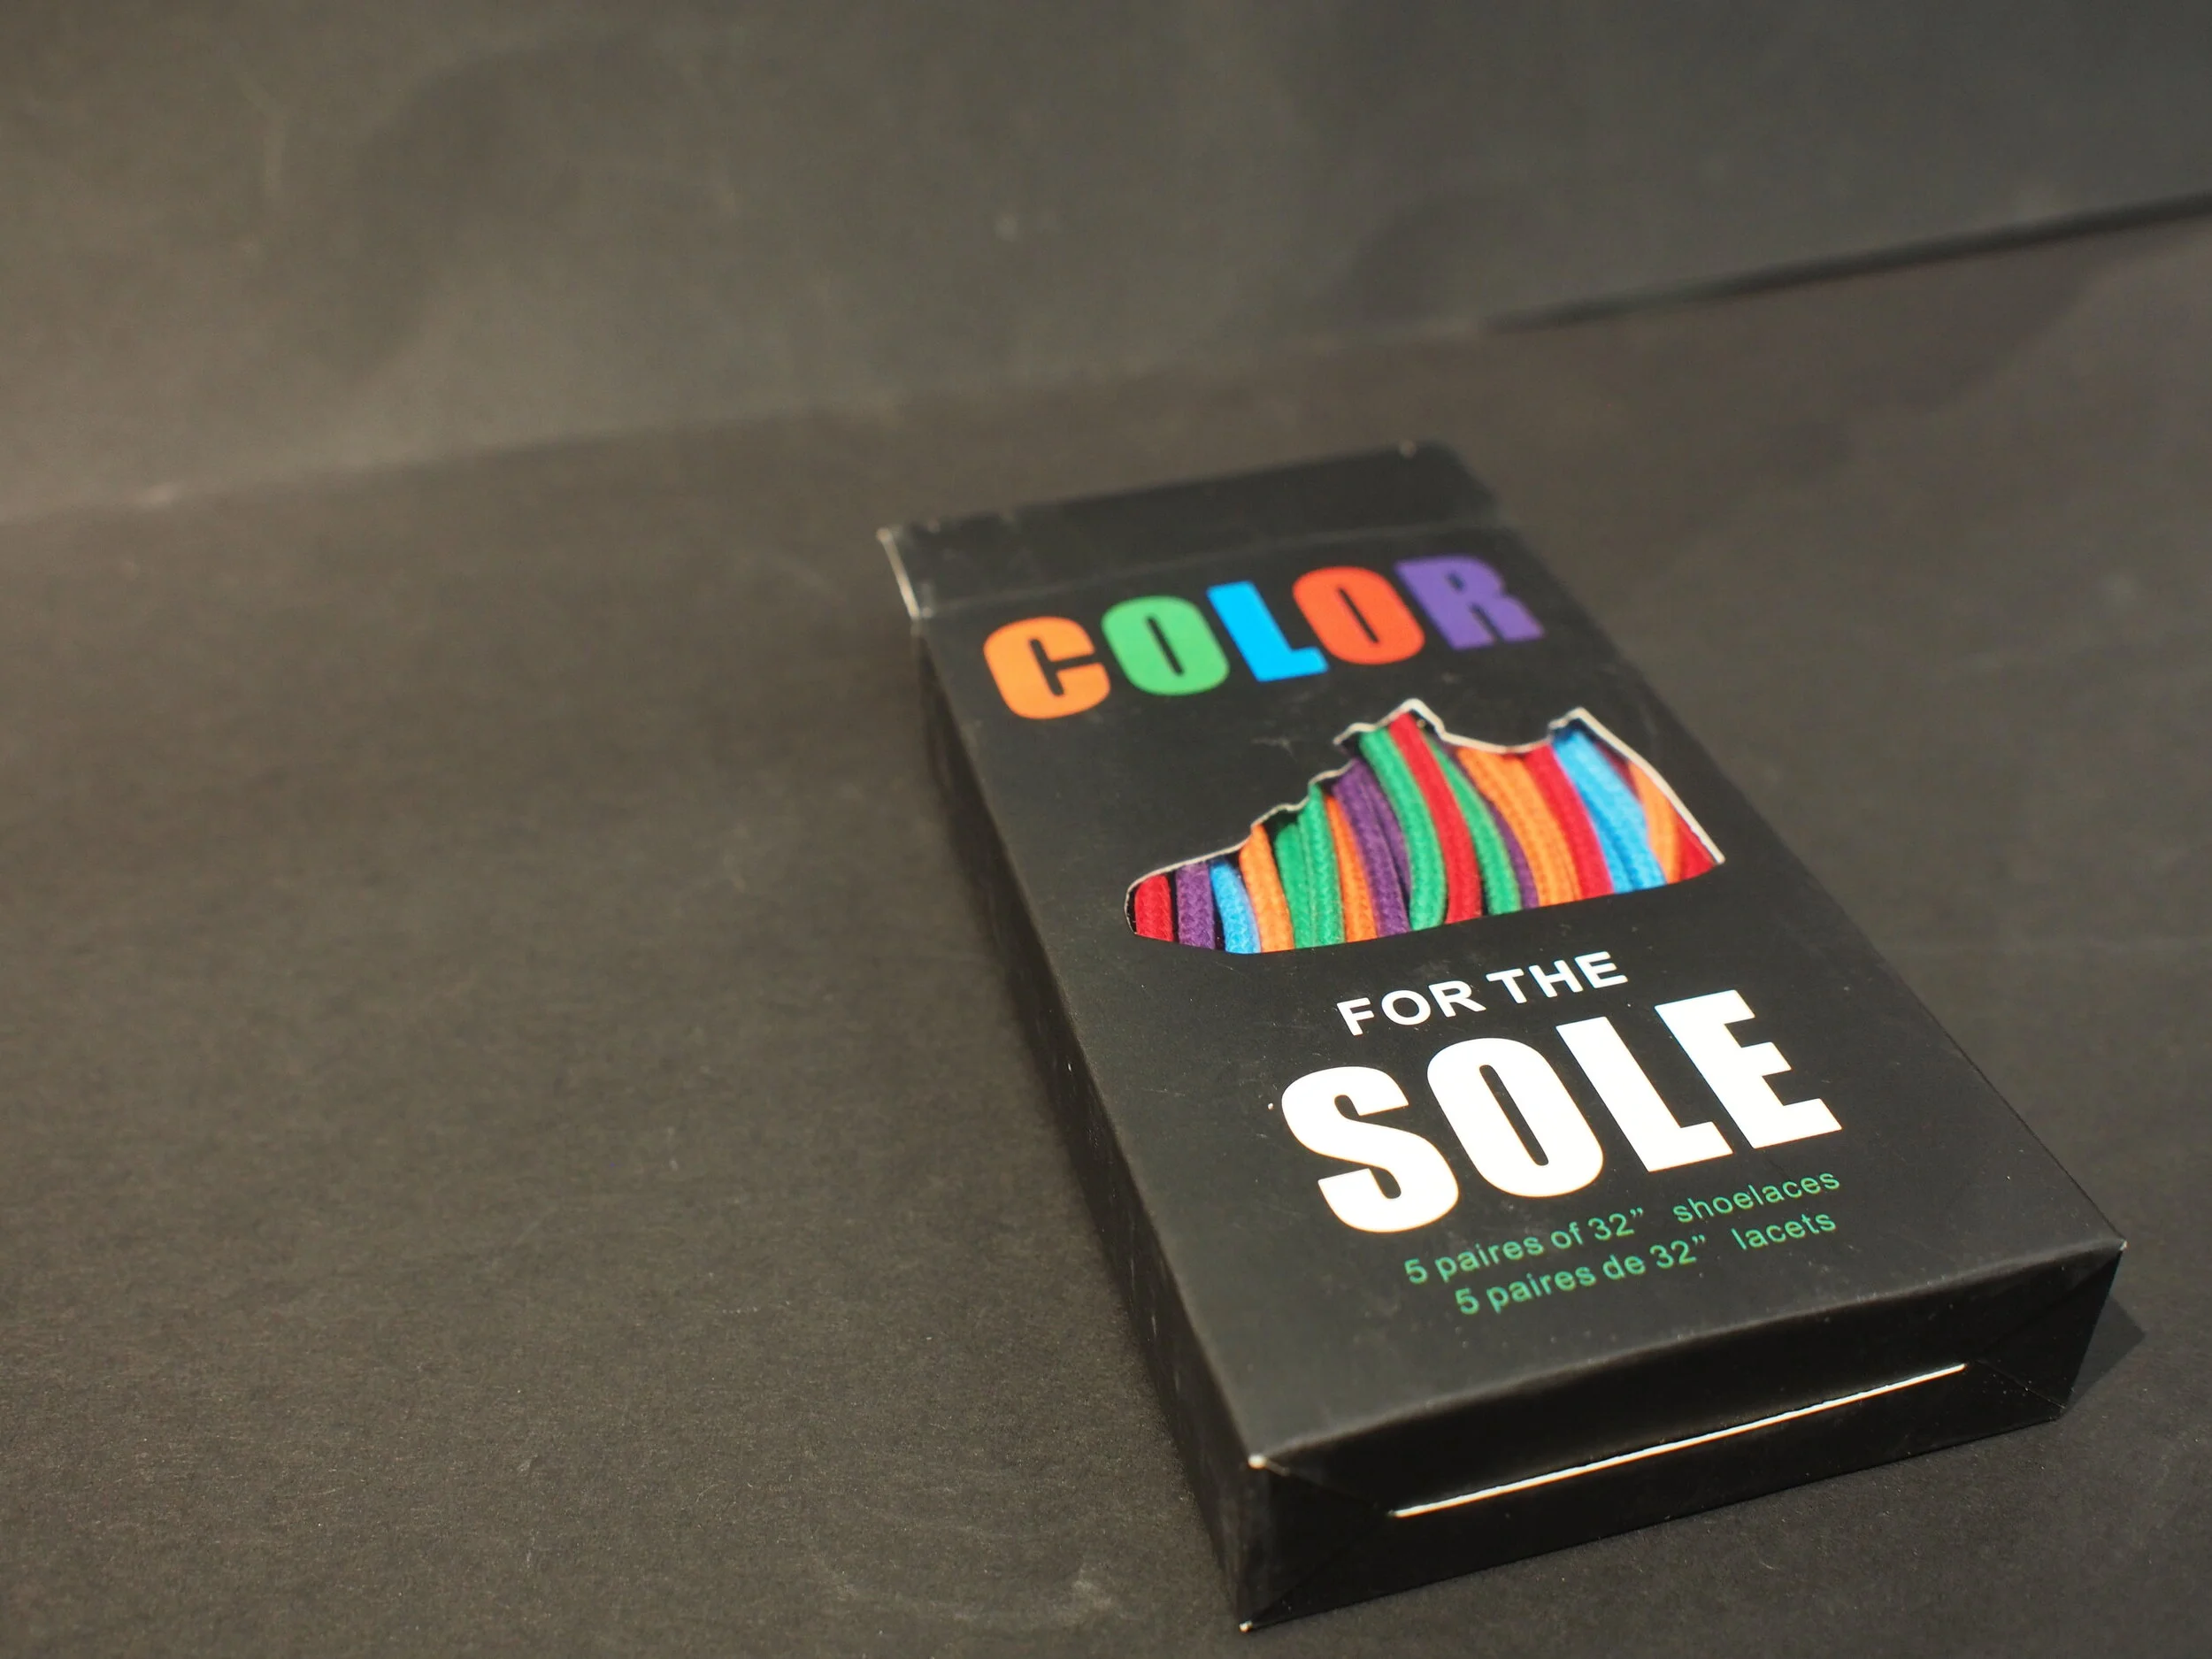 COLOR
FOR THE
SOLE
5 paires of 32” shoelaces
5 paires de 32” lacets